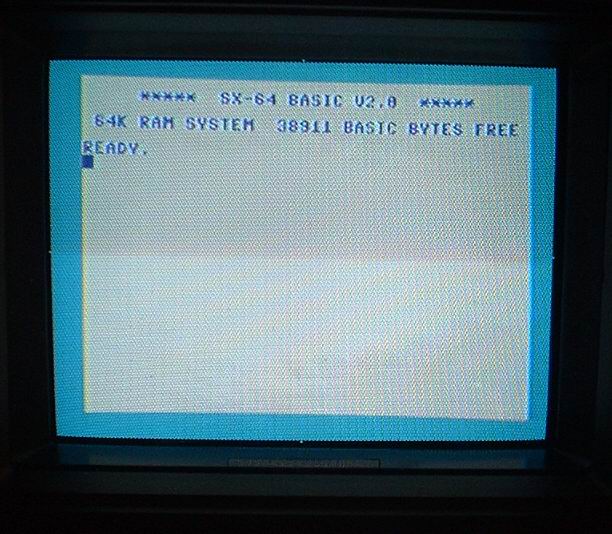 ***** SX-64 BASIC V2.0 *****
64K RAM SYSTEM 38911 BASIC BYTES FREE
READY.